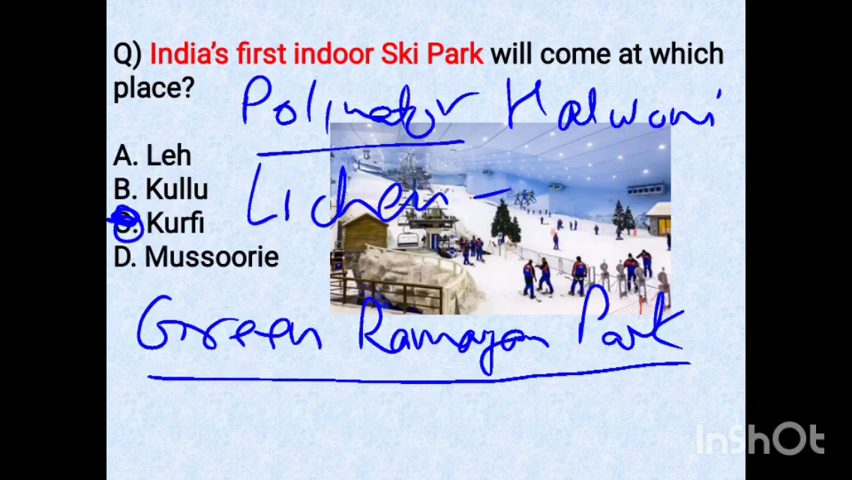 Q) India's first indoor Ski Park will come at which
place?
Polinator Halwani
A. Leh
B. Kullu
Lichen -
C. Kurfi
D. Mussoorie
Green Ramayan Park
InShOt